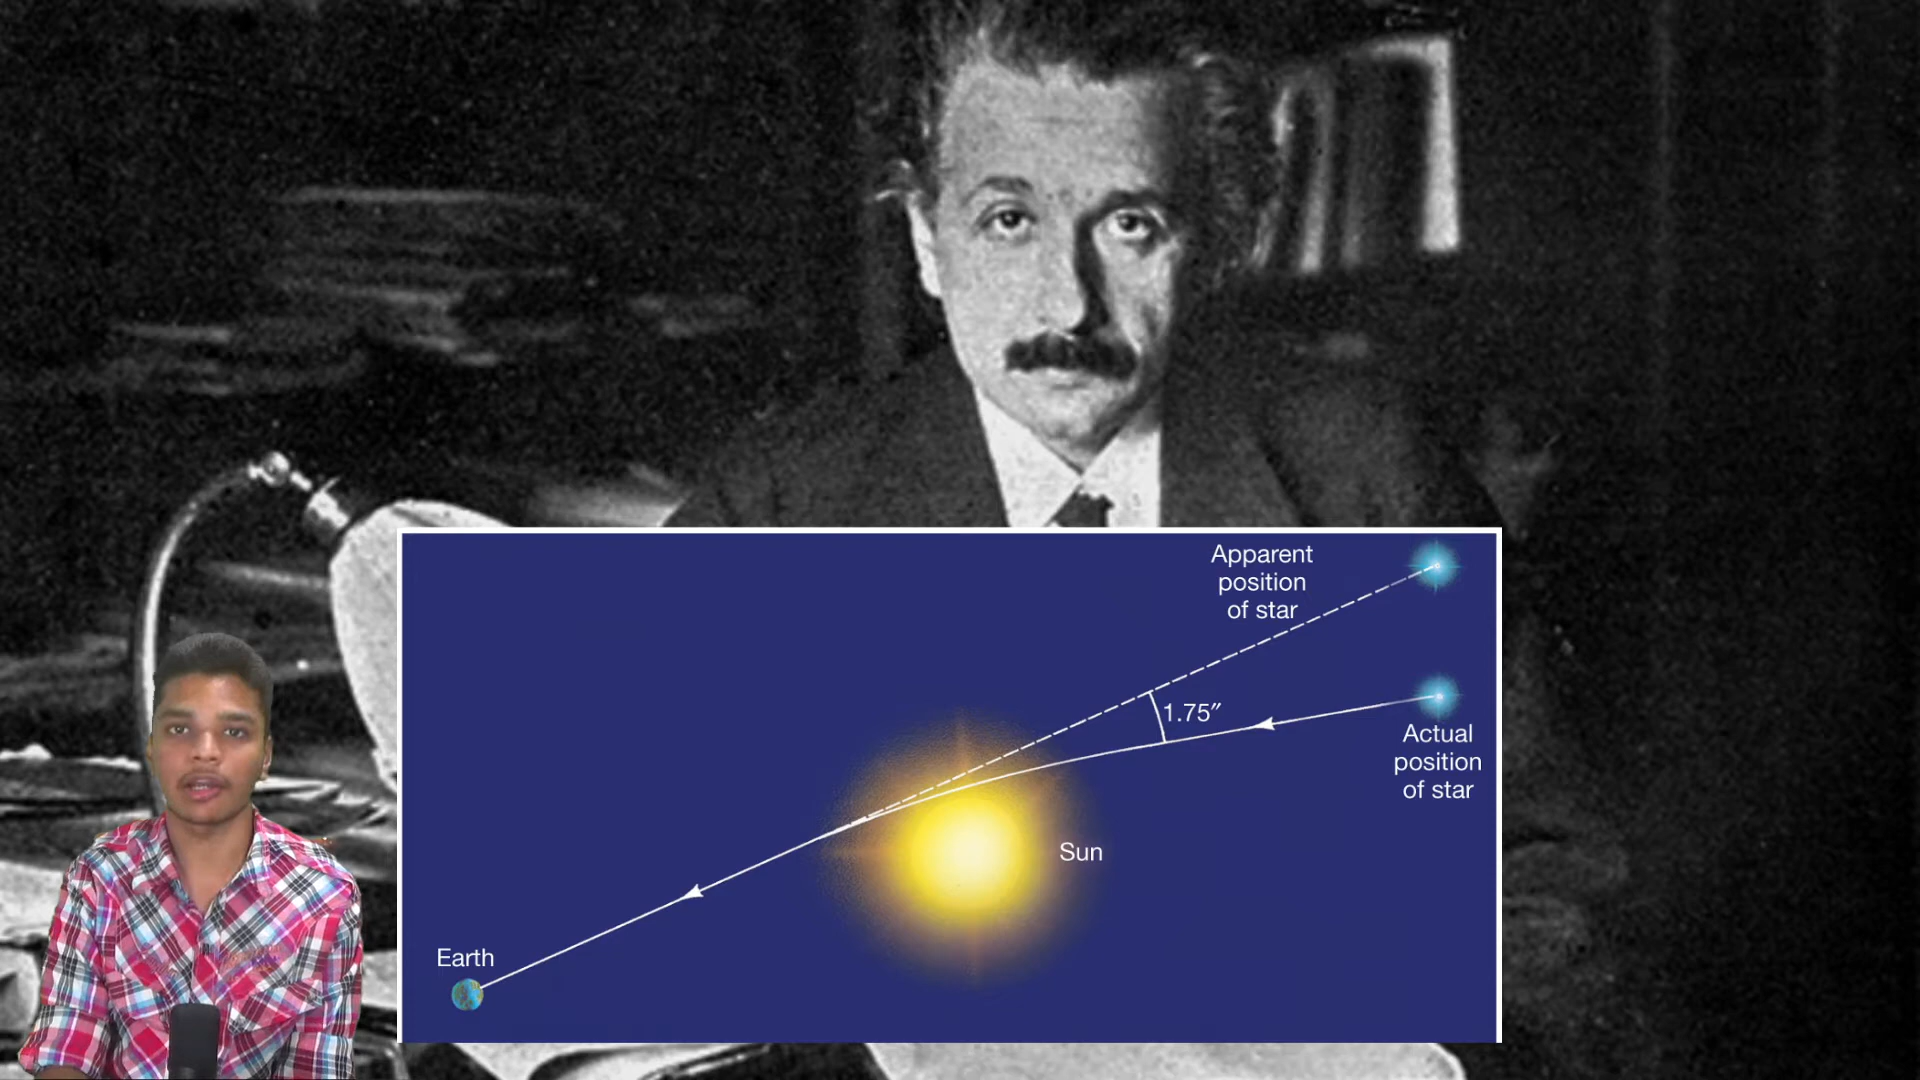 Apparent
position
of star
1.75″
Actual
position
of star
Sun
Earth